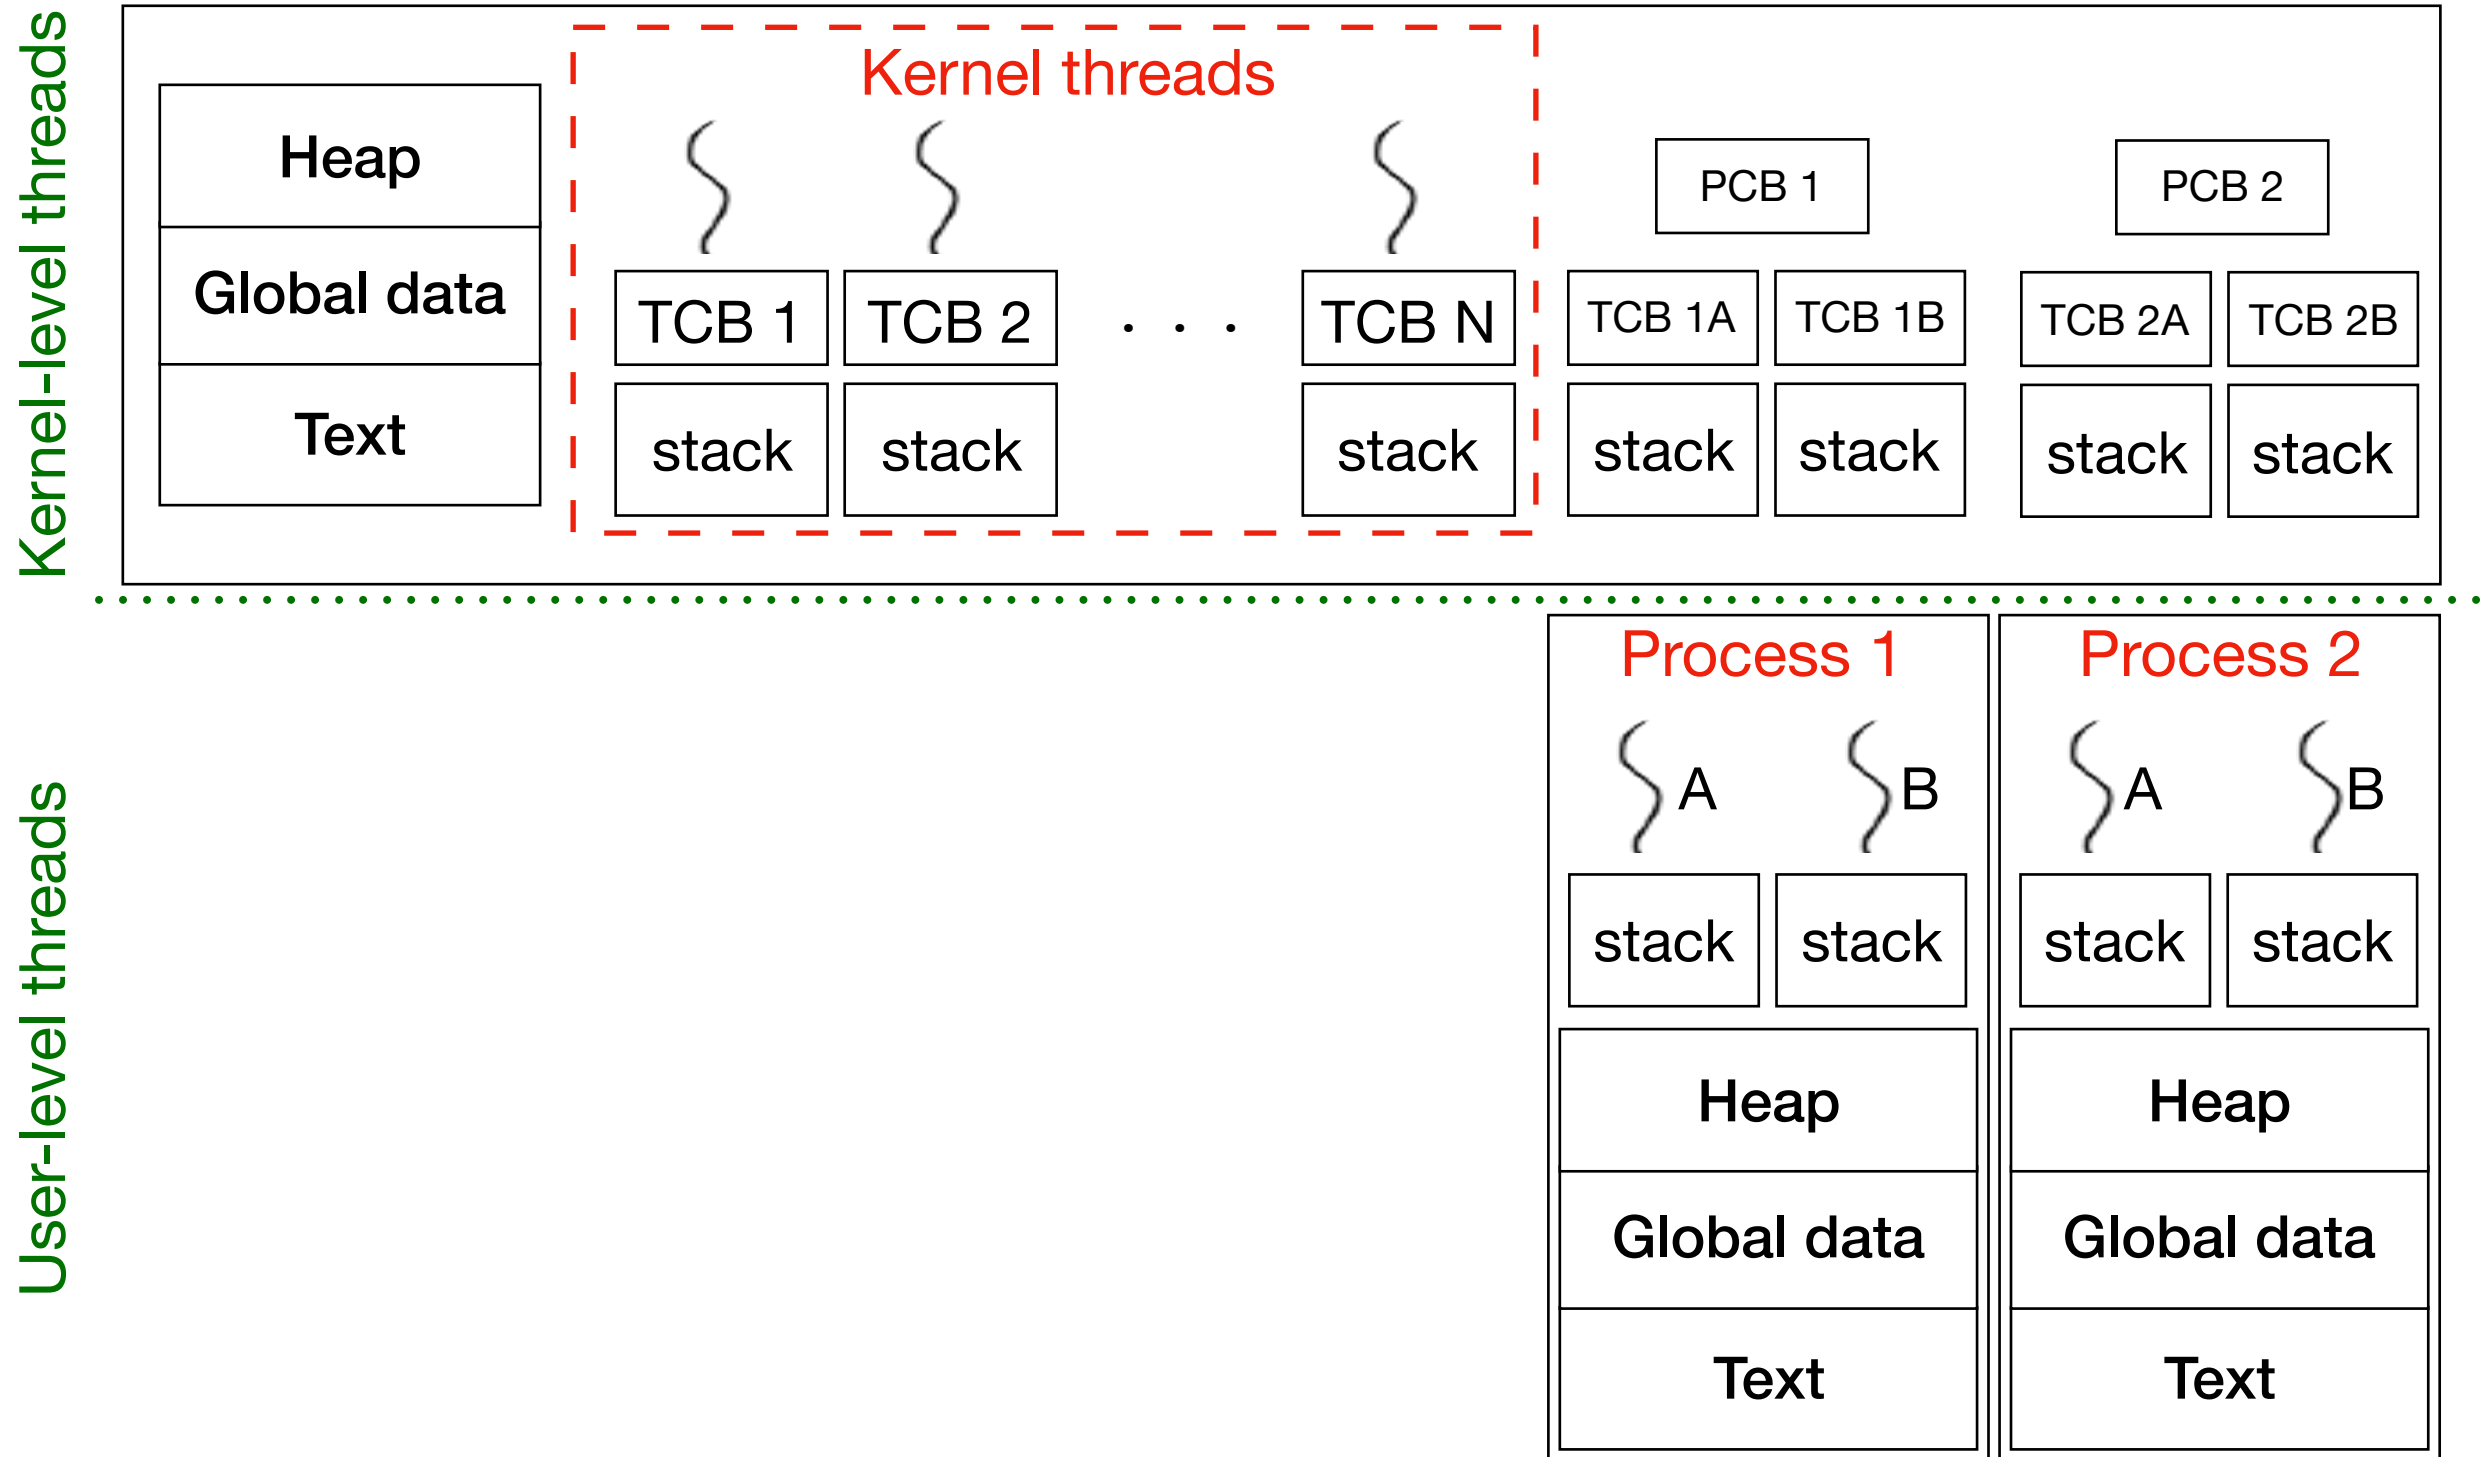 Kernel-level threads
Kernel threads
Heap
Global data
Text
TCB 1
TCB 2
. . .
TCB N
stack
stack
stack
PCB 1
PCB 2
TCB 1A
TCB 1B
TCB 2A
TCB 2B
stack
stack
stack
stack
User-level threads
Process 1
A
B
stack
stack
Heap
Global data
Text
Process 2
A
B
stack
stack
Heap
Global data
Text